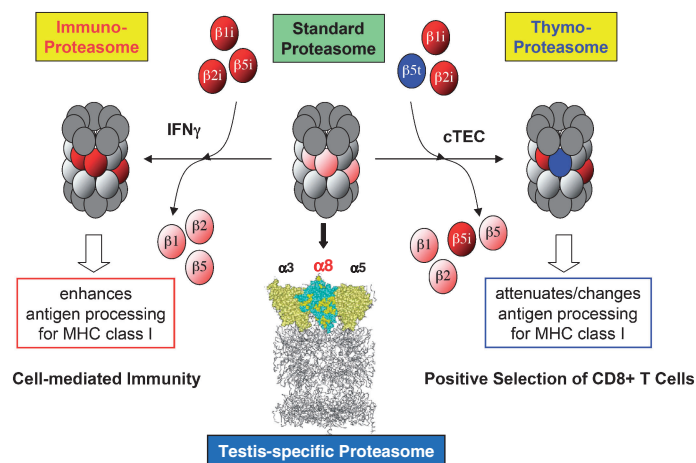 Immuno-
Proteasome
Standard
Proteasome
Thymo-
Proteasome
β1i
β2i
β5i
β1i
β5t
β2i
IFNγ
cTEC
β1
β2
β5
β1
β5i
β5
β2
α3
α8
α5
enhances
antigen processing
for MHC class I
attenuates/changes
antigen processing
for MHC class I
Cell-mediated Immunity
Positive Selection of CD8+ T Cells
Testis-specific Proteasome